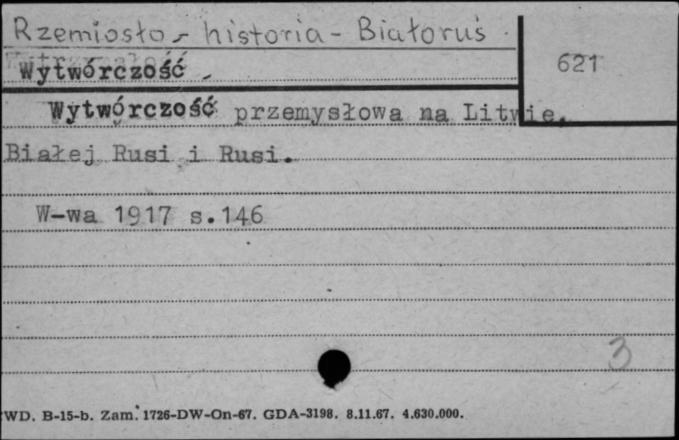 Rzemiosło - historia - Białoruś
Wytwórczość
621
Wytwórczość przemysłowa na Litwie,
Białej Rusi i Rusi.
W-wa 1917 s.146
3
WD. B-15-b. Zam. 1726-DW-On-67. GDA-3198. 8.11.67. 4.630.000.